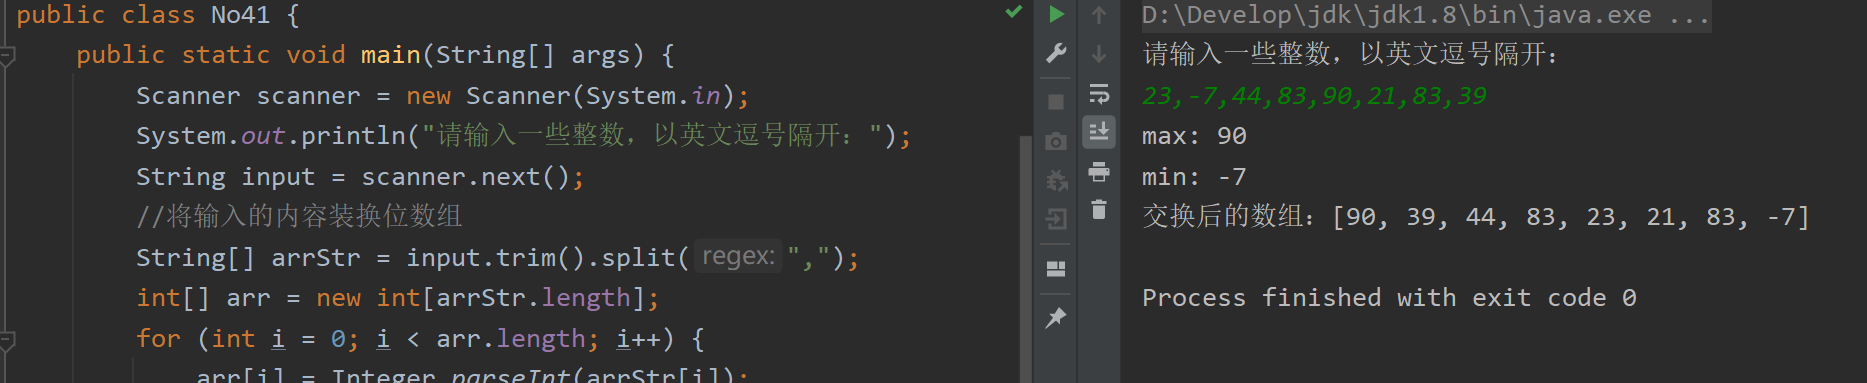 public class No41 {
public static void main(String[] args) {
Scanner scanner = new Scanner(System.in);
System.out.println("请输入一些整数，以英文逗号隔开：");
String input = scanner.next();
//将输入的内容装换位数组
String[] arrStr = input.trim().split( regex: ",");
int[] arr = new int[arrStr.length];
for (int i = 0; i < arr.length; i++) {
arr[i] = Integer.parseInt(arrStr[i]);
D:\Develop\jdk\jdk1.8\bin\java.exe ...
请输入一些整数，以英文逗号隔开：
23,-7,44,83,90,21,83,39
max: 90
min: -7
交换后的数组：[90, 39, 44, 83, 23, 21, 83, -7]
Process finished with exit code 0